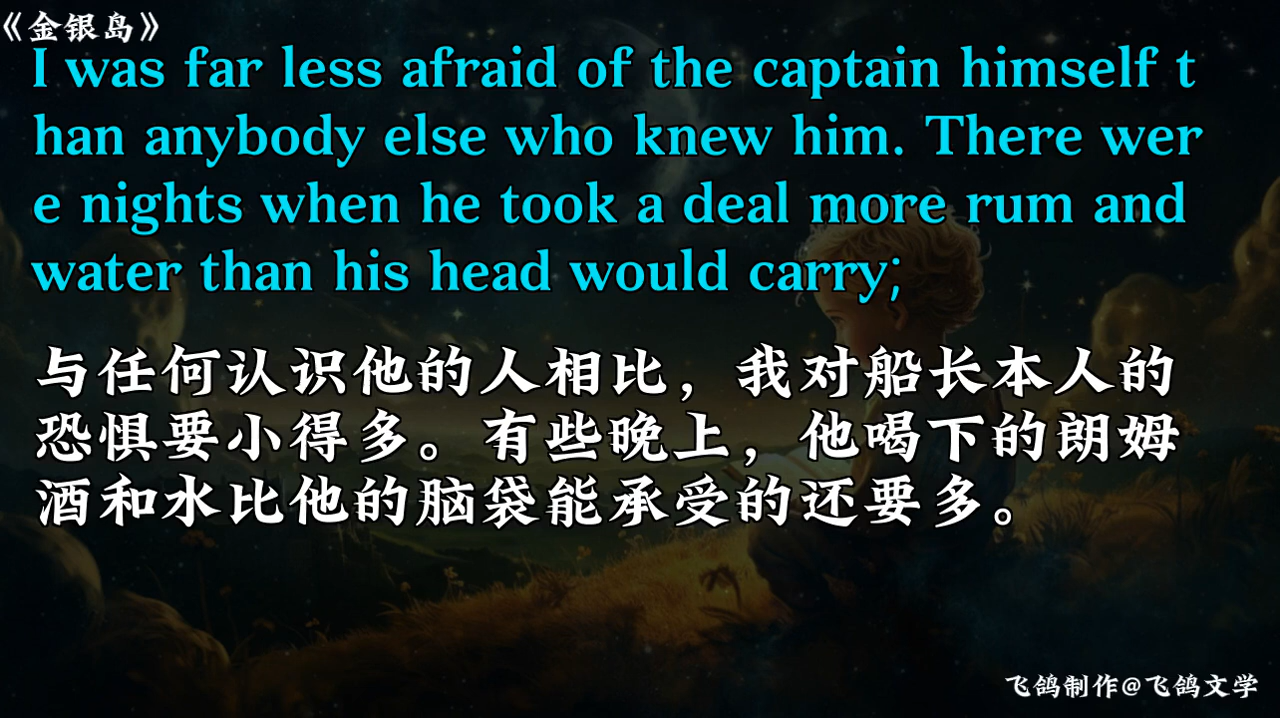 《金银岛》
I was far less afraid of the captain himself t
han anybody else who knew him. There wer
e nights when he took a deal more rum and
water than his head would carry;
与任何认识他的人相比，我对船长本人的
恐惧要小得多。有些晚上，他喝下的朗姆
酒和水比他的脑袋能承受的还要多。
飞鸽制作@飞鸽文学